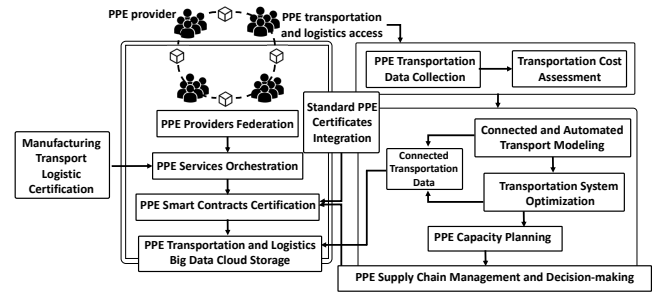 PPE provider
PPE transportation
and logistics access
PPE Transportation
Data Collection
Transportation Cost
Assessment
Standard PPE
Certificates
Integration
PPE Providers Federation
Manufacturing
Transport
Logistic
Certification
PPE Services Orchestration
Connected
Transportation
Data
Connected and Automated
Transport Modeling
Transportation System
Optimization
PPE Smart Contracts Certification
PPE Capacity Planning
PPE Transportation and Logistics
Big Data Cloud Storage
PPE Supply Chain Management and Decision-making